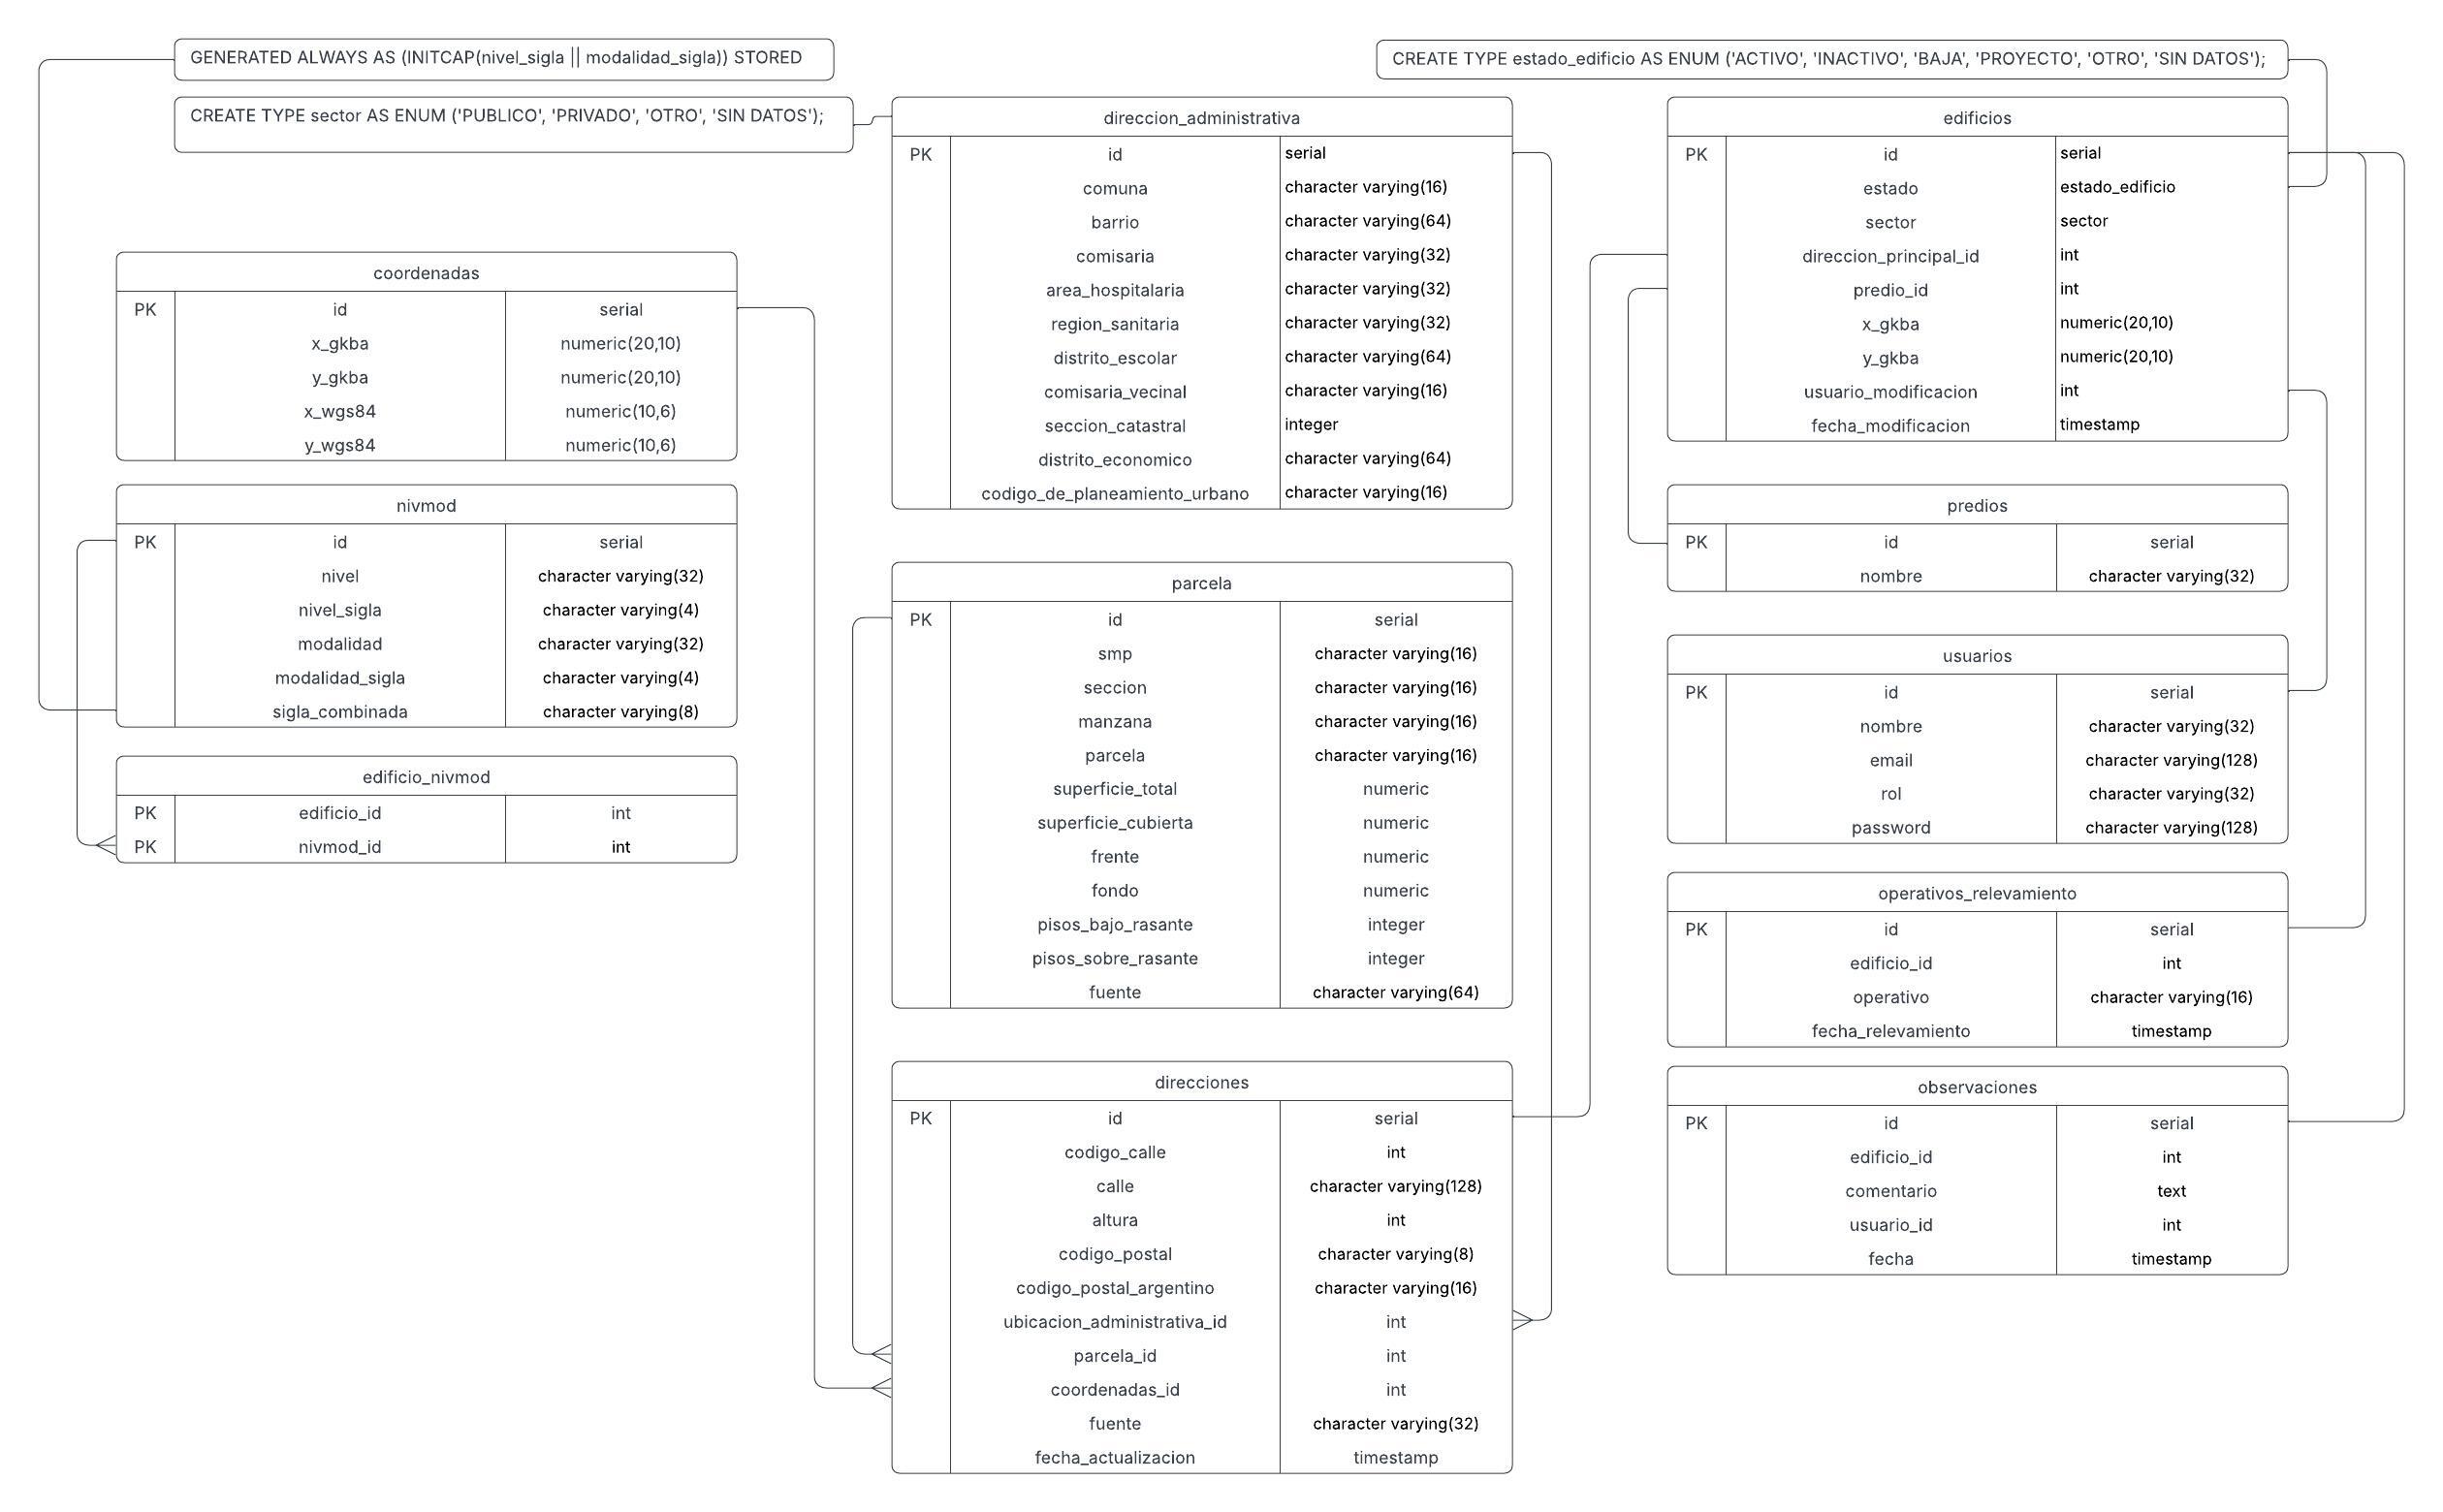 GENERATED ALWAYS AS (INITCAP(nivel_sigla || modalidad_sigla)) STORED
CREATE TYPE estado_edificio AS ENUM ('ACTIVO', 'INACTIVO', 'BAJA', 'PROYECTO', 'OTRO', 'SIN DATOS');
CREATE TYPE sector AS ENUM ('PUBLICO', 'PRIVADO', 'OTRO', 'SIN DATOS');
coordenadas
PK id serial
x_gkba numeric(20,10)
y_gkba numeric(20,10)
x_wgs84 numeric(10,6)
y_wgs84 numeric(10,6)
nivmod
PK id serial
nivel character varying(32)
nivel_sigla character varying(4)
modalidad character varying(32)
modalidad_sigla character varying(4)
sigla_combinada character varying(8)
edificio_nivmod
PK edificio_id int
PK nivmod_id int
direccion_administrativa
PK id serial
comuna character varying(16)
barrio character varying(64)
comisaria character varying(32)
area_hospitalaria character varying(32)
region_sanitaria character varying(32)
distrito_escolar character varying(64)
comisaria_vecinal character varying(16)
seccion_catastral integer
distrito_economico character varying(64)
codigo_de_planeamiento_urbano character varying(16)
parcela
PK id serial
smp character varying(16)
seccion character varying(16)
manzana character varying(16)
parcela character varying(16)
superficie_total numeric
superficie_cubierta numeric
frente numeric
fondo numeric
pisos_bajo_rasante integer
pisos_sobre_rasante integer
fuente character varying(64)
direcciones
PK id serial
codigo_calle int
calle character varying(128)
altura int
codigo_postal character varying(8)
codigo_postal_argentino character varying(16)
ubicacion_administrativa_id int
parcela_id int
coordenadas_id int
fuente character varying(32)
fecha_actualizacion timestamp
edificios
PK id serial
estado estado_edificio
sector sector
direccion_principal_id int
predio_id int
x_gkba numeric(20,10)
y_gkba numeric(20,10)
usuario_modificacion int
fecha_modificacion timestamp
predios
PK id serial
nombre character varying(32)
usuarios
PK id serial
nombre character varying(32)
email character varying(128)
rol character varying(32)
password character varying(128)
operativos_relevamiento
PK id serial
edificio_id int
operativo character varying(16)
fecha_relevamiento timestamp
observaciones
PK id serial
edificio_id int
comentario text
usuario_id int
fecha timestamp